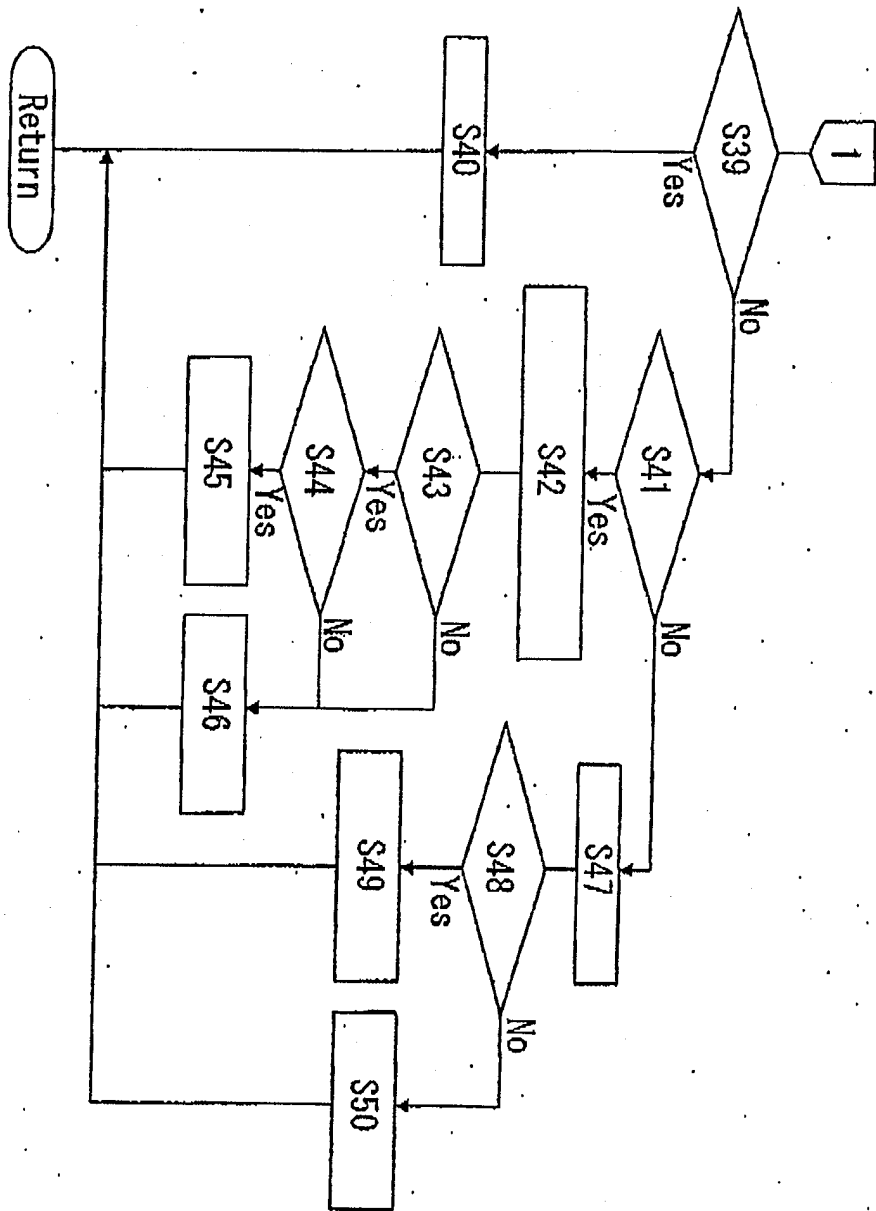 1
S39
Yes
No
S40
S41
Yes
No
S42
S43
Yes
No
S44
Yes
No
S45
S46
S47
S48
Yes
No
S49
S50
Return